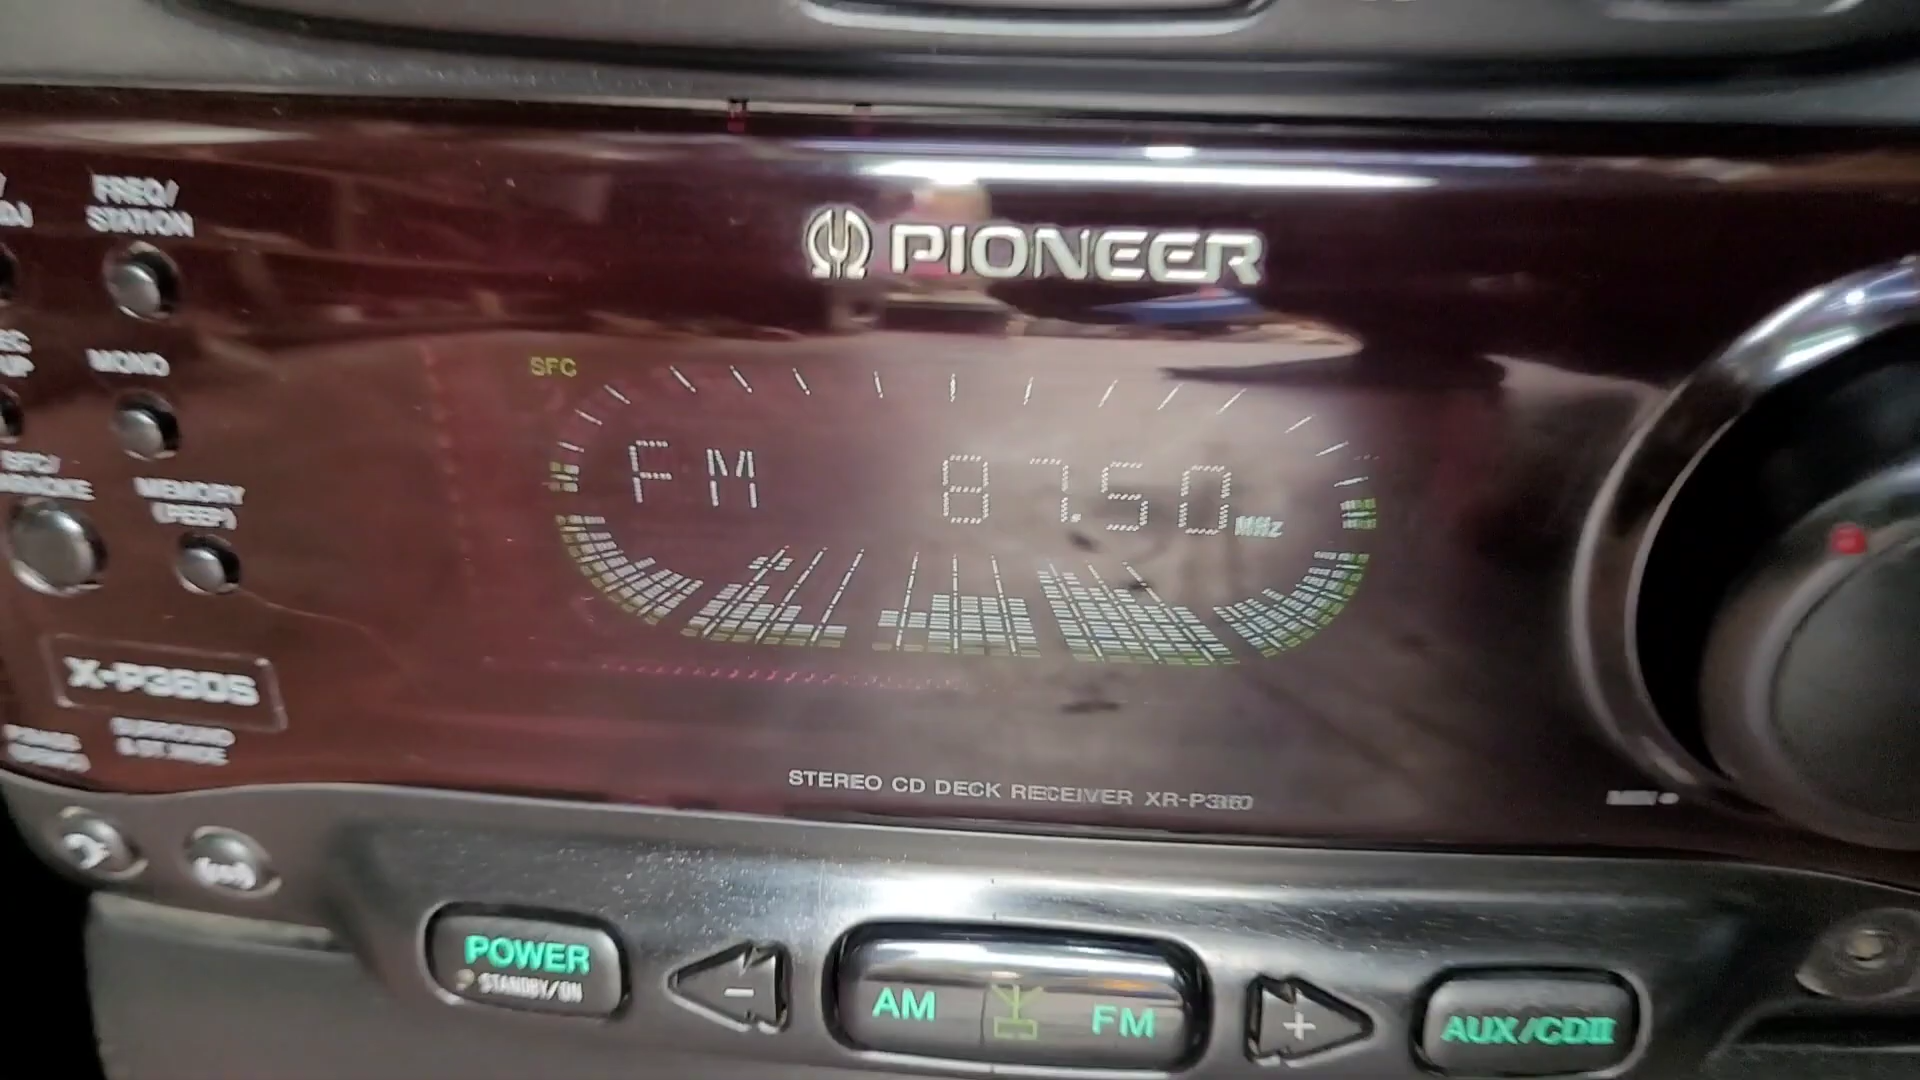 FREQ/
STATION
PIONEER
SFC
MONO
FM 87.50 MHz
MEMORY
(PEEP)
X-P360S
SURROUND
STEREO CD DECK RECEIVER XR-P360
POWER
STANDBY/ON
-
AM
FM
+
AUX/CDII